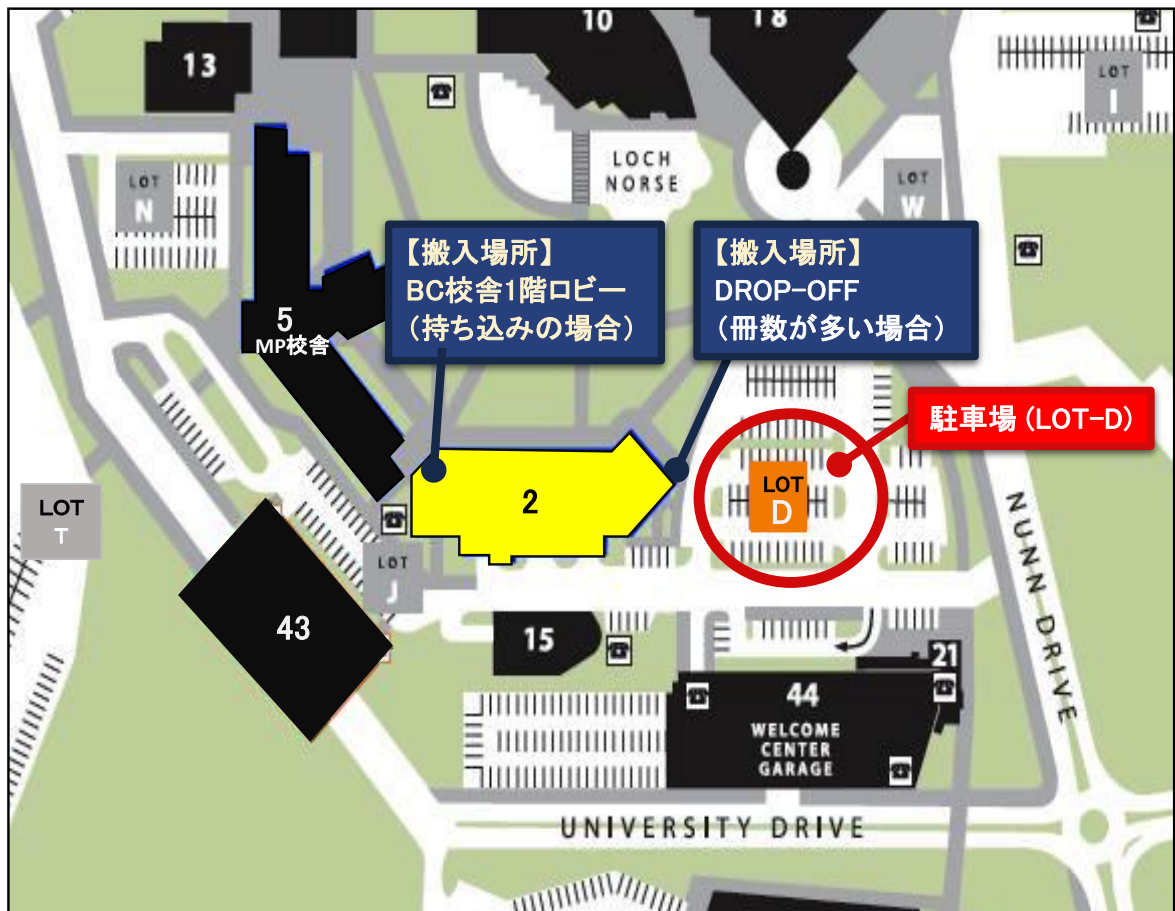 10
18
13
LOT
I
LOCH
NORSE
LOT
N
LOT
W
【搬入場所】
BC校舎1階ロビー
（持ち込みの場合）
【搬入場所】
DROP-OFF
（冊数が多い場合）
5
MP校舎
駐車場 (LOT-D)
2
LOT
D
LOT
T
NUNN DRIVE
LOT
J
43
15
21
44
WELCOME
CENTER
GARAGE
UNIVERSITY DRIVE